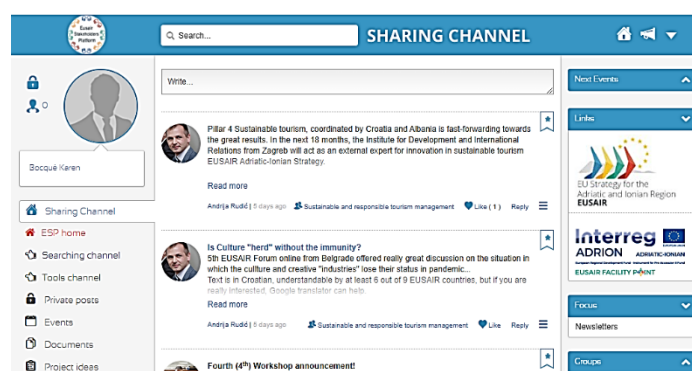 Eusair
Stakeholders
Platform
Search...
SHARING CHANNEL
0
Bocqué Karen
Sharing Channel
ESP home
Searching channel
Tools channel
Private posts
Events
Documents
Project ideas
Write...
Pillar 4 Sustainable tourism, coordinated by Croatia and Albania is fast-forwarding towards
the great results. In the next 18 months, the Institute for Development and International
Relations from Zagreb will act as an external expert for innovation in sustainable tourism
EUSAIR Adriatic-Ionian Strategy.
Read more
Andrija Rudić | 5 days ago Sustainable and responsible tourism management Like ( 1 ) Reply
Is Culture "herd" without the immunity?
5th EUSAIR Forum online from Belgrade offered really great discussion on the situation in
which the culture and creative "industries" lose their status in pandemic...
Text is in Croatian, understandable by at least 6 out of 9 EUSAIR countries, but if you are
really interested, Google translator can help.
Read more
Andrija Rudić | 6 days ago Sustainable and responsible tourism management Like Reply
Fourth (4th) Workshop announcement!
Next Events
Links
EU Strategy for the
Adriatic and Ionian Region
EUSAIR
Interreg
ADRION ADRIATIC-IONIAN
EUSAIR FACILITY POINT
Focus
Newsletters
Groups